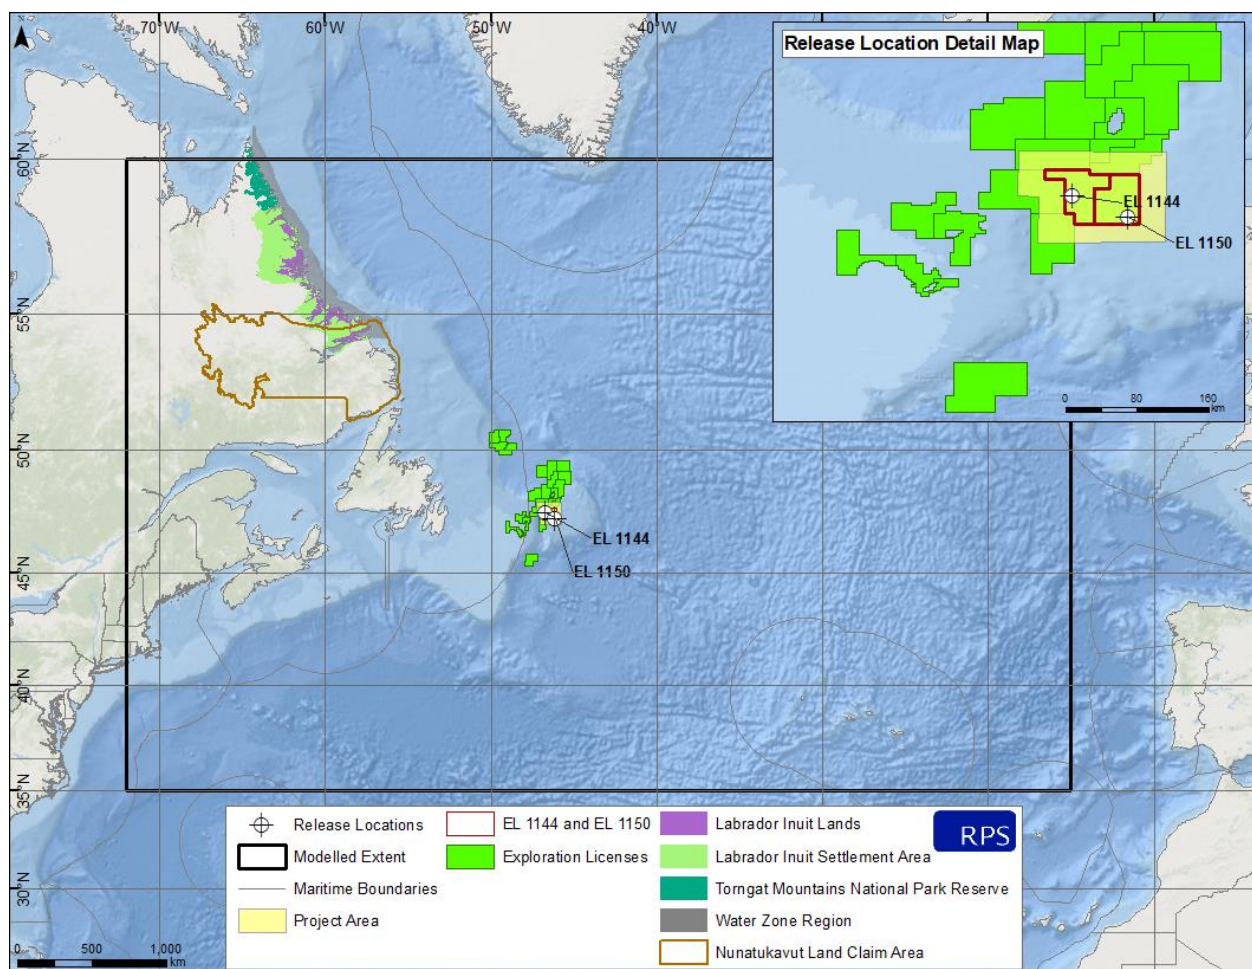 N
70°W
60°W
50°W
40°W
Release Location Detail Map
EL 1144
EL 1150
0
80
160
km
60°N
55°N
50°N
45°N
40°N
35°N
30°N
EL 1144
EL 1150
Release Locations
Modelled Extent
Maritime Boundaries
Project Area
EL 1144 and EL 1150
Exploration Licenses
Labrador Inuit Lands
Labrador Inuit Settlement Area
Torngat Mountains National Park Reserve
Water Zone Region
Nunatukavut Land Claim Area
RPS
0
500
1,000
km